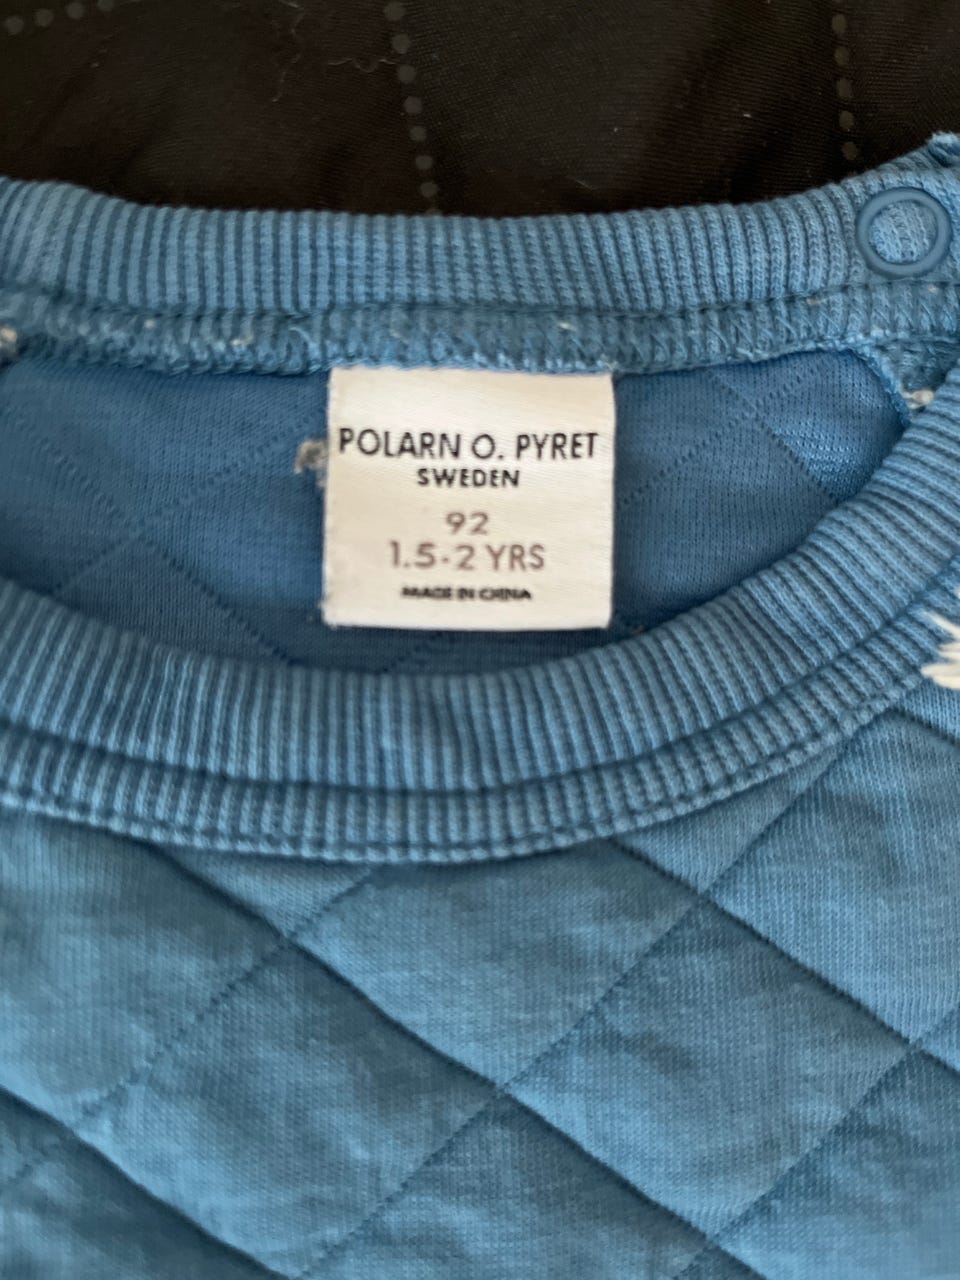 POLARN O. PYRET
SWEDEN
92
1.5-2 YRS
MADE IN CHINA